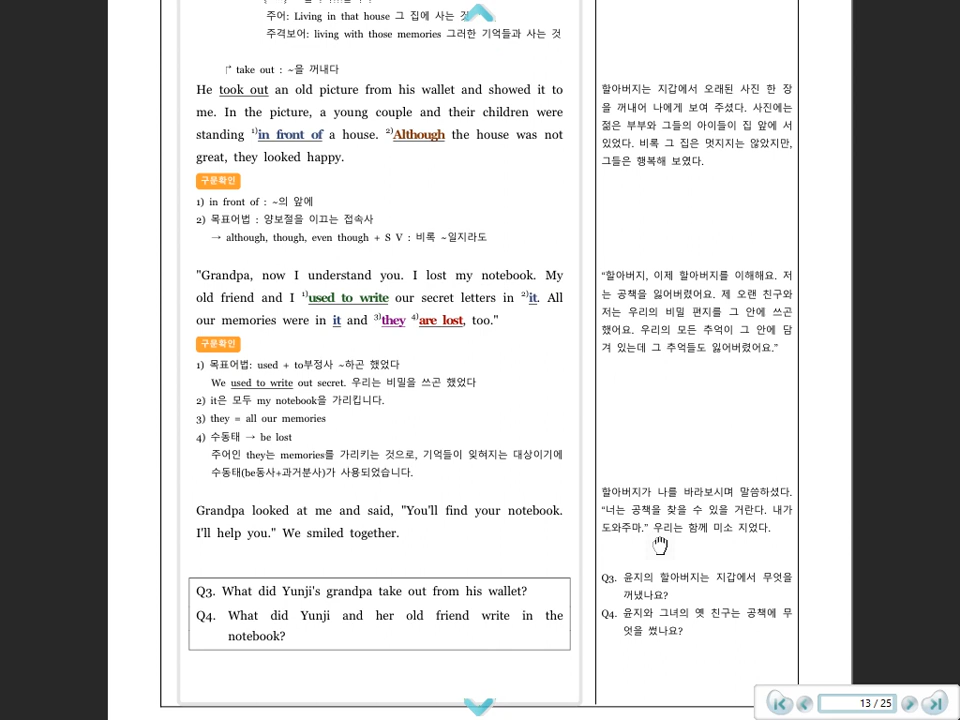 주어: Living in that house 그 집에 사는 것
주격보어: living with those memories 그러한 기억들과 사는 것
take out : ~을 꺼내다
He took out an old picture from his wallet and showed it to
me. In the picture, a young couple and their children were
standing 1)in front of a house. 2)Although the house was not
great, they looked happy.
구문확인
1) in front of : ~의 앞에
2) 목표어법 : 양보절을 이끄는 접속사
→ although, though, even though + S V : 비록 ~일지라도
"Grandpa, now I understand you. I lost my notebook. My
old friend and I 1)used to write our secret letters in 2)it. All
our memories were in it and 3)they 4)are lost, too."
구문확인
1) 목표어법: used + to부정사 ~하곤 했었다
We used to write out secret. 우리는 비밀을 쓰곤 했었다
2) it은 모두 my notebook을 가리킵니다.
3) they = all our memories
4) 수동태 → be lost
주어인 they는 memories를 가리키는 것으로, 기억들이 잊혀지는 대상이기에
수동태(be동사+과거분사)가 사용되었습니다.
Grandpa looked at me and said, "You'll find your notebook.
I'll help you." We smiled together.
Q3. What did Yunji's grandpa take out from his wallet?
Q4. What did Yunji and her old friend write in the
notebook?
할아버지는 지갑에서 오래된 사진 한 장
을 꺼내어 나에게 보여 주셨다. 사진에는
젊은 부부와 그들의 아이들이 집 앞에 서
있었다. 비록 그 집은 멋지지는 않았지만,
그들은 행복해 보였다.
“할아버지, 이제 할아버지를 이해해요. 저
는 공책을 잃어버렸어요. 제 오랜 친구와
저는 우리의 비밀 편지를 그 안에 쓰곤
했어요. 우리의 모든 추억이 그 안에 담
겨 있는데 그 추억들도 잃어버렸어요.”
할아버지가 나를 바라보시며 말씀하셨다.
“너는 공책을 찾을 수 있을 거란다. 내가
도와주마.” 우리는 함께 미소 지었다.
Q3. 윤지의 할아버지는 지갑에서 무엇을
꺼냈나요?
Q4. 윤지와 그녀의 옛 친구는 공책에 무
엇을 썼나요?
13 / 25